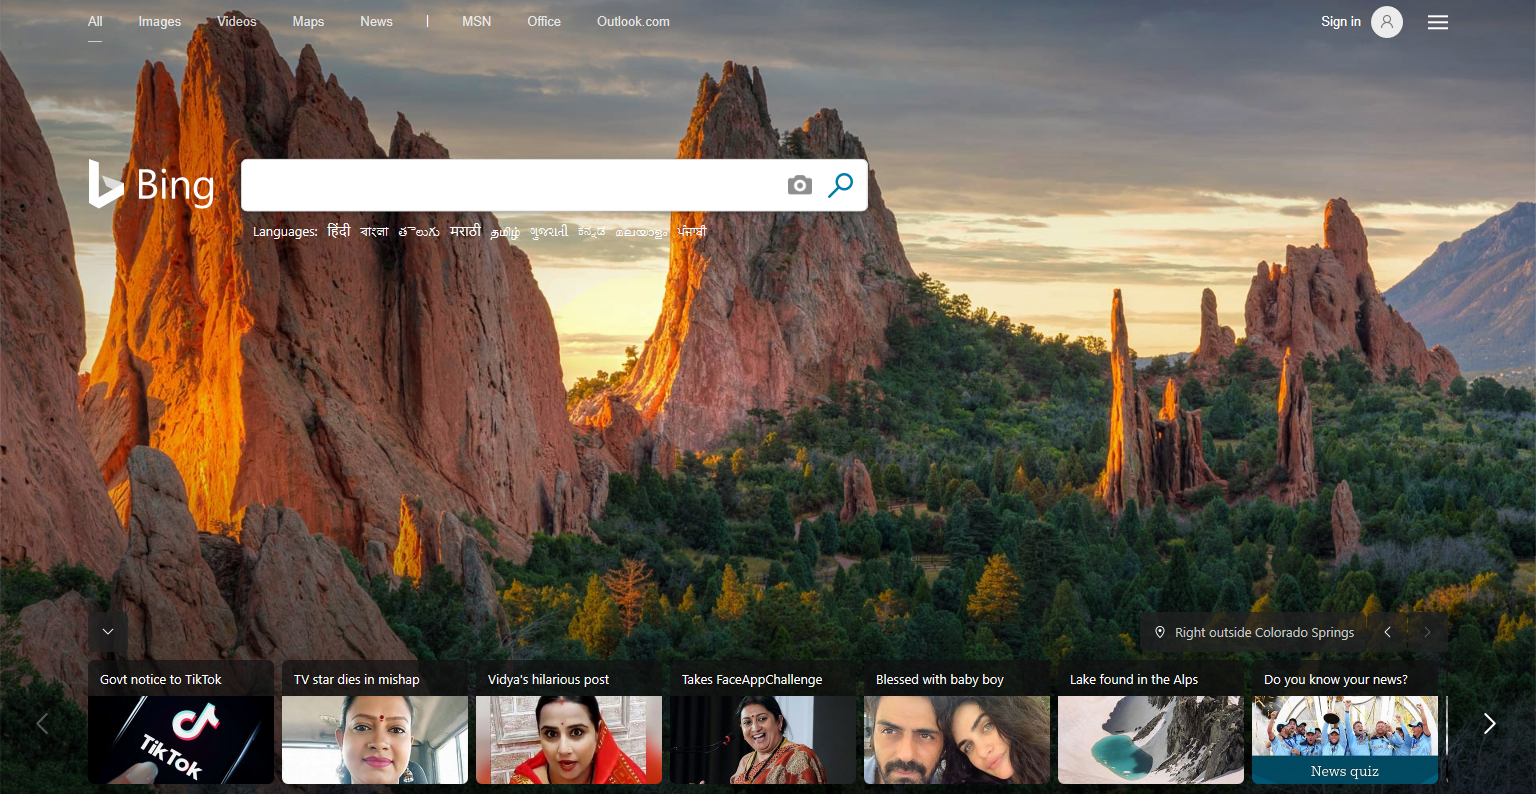 All Images Videos Maps News | MSN Office Outlook.com Sign in
Bing
Languages: हिंदी বাংলা తెలుగు मराठी தமிழ் ગુજરાતી ಕನ್ನಡ മലയാളം ਪੰਜਾਬੀ
Right outside Colorado Springs
Govt notice to TikTok
TV star dies in mishap
Vidya's hilarious post
Takes FaceAppChallenge
Blessed with baby boy
Lake found in the Alps
Do you know your news?
TikTok
News quiz